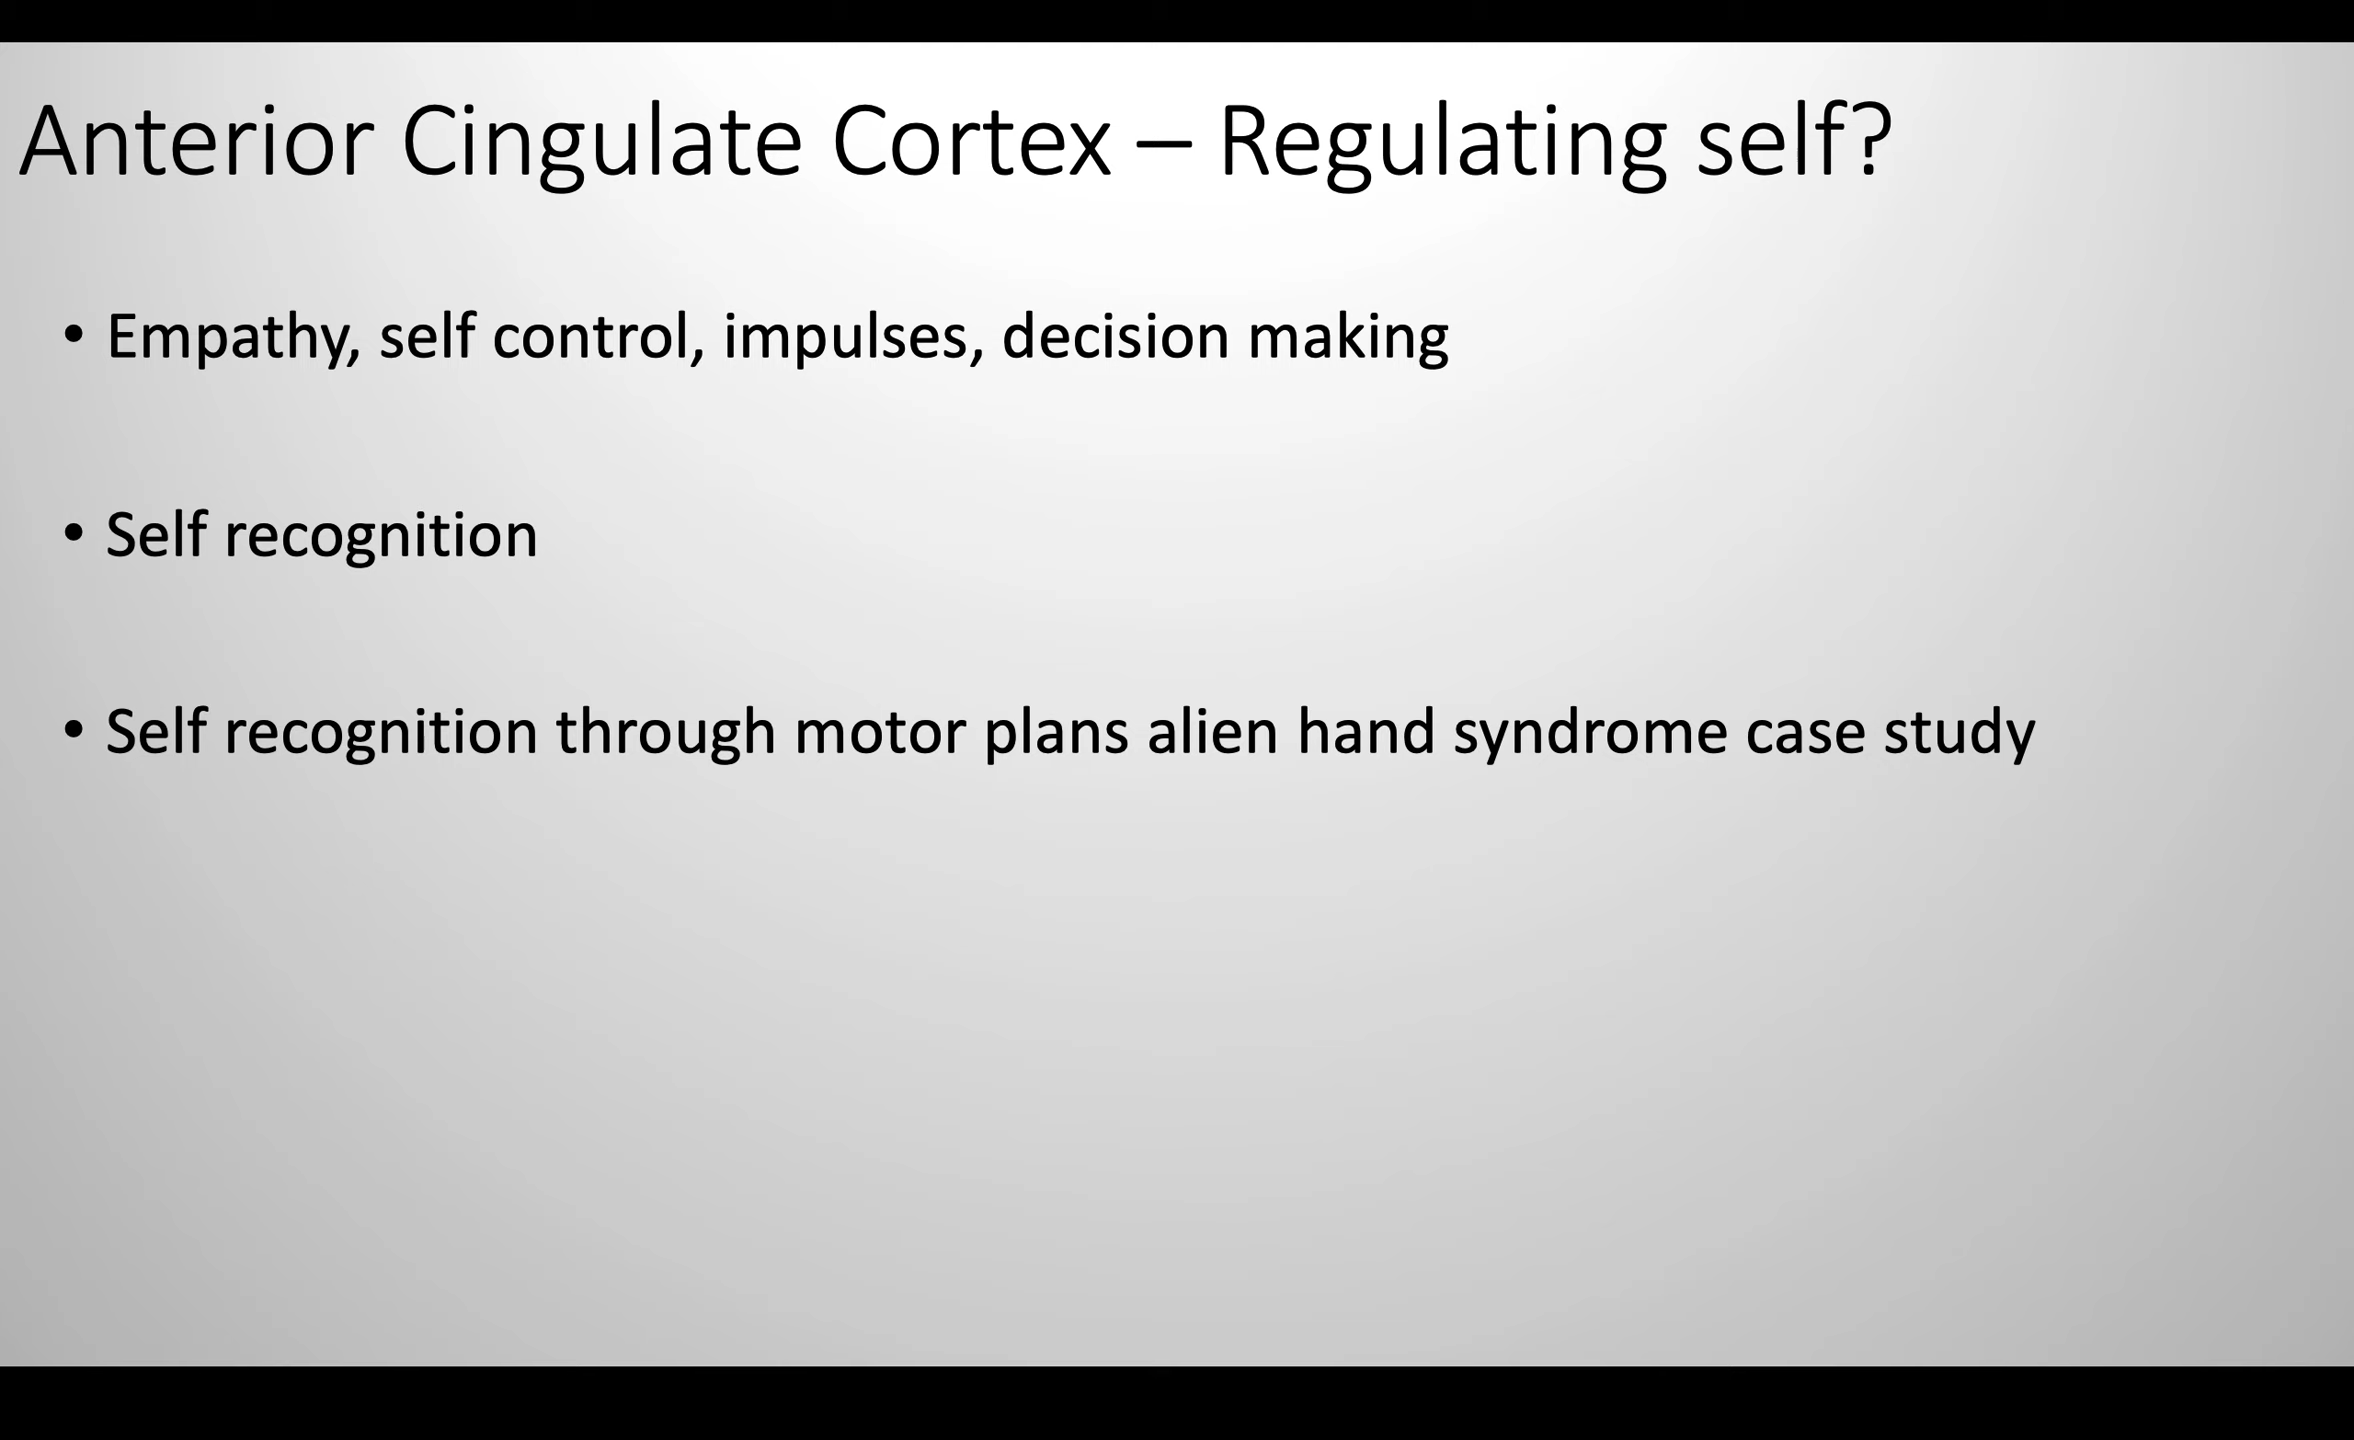 Anterior Cingulate Cortex – Regulating self?
• Empathy, self control, impulses, decision making
• Self recognition
• Self recognition through motor plans alien hand syndrome case study